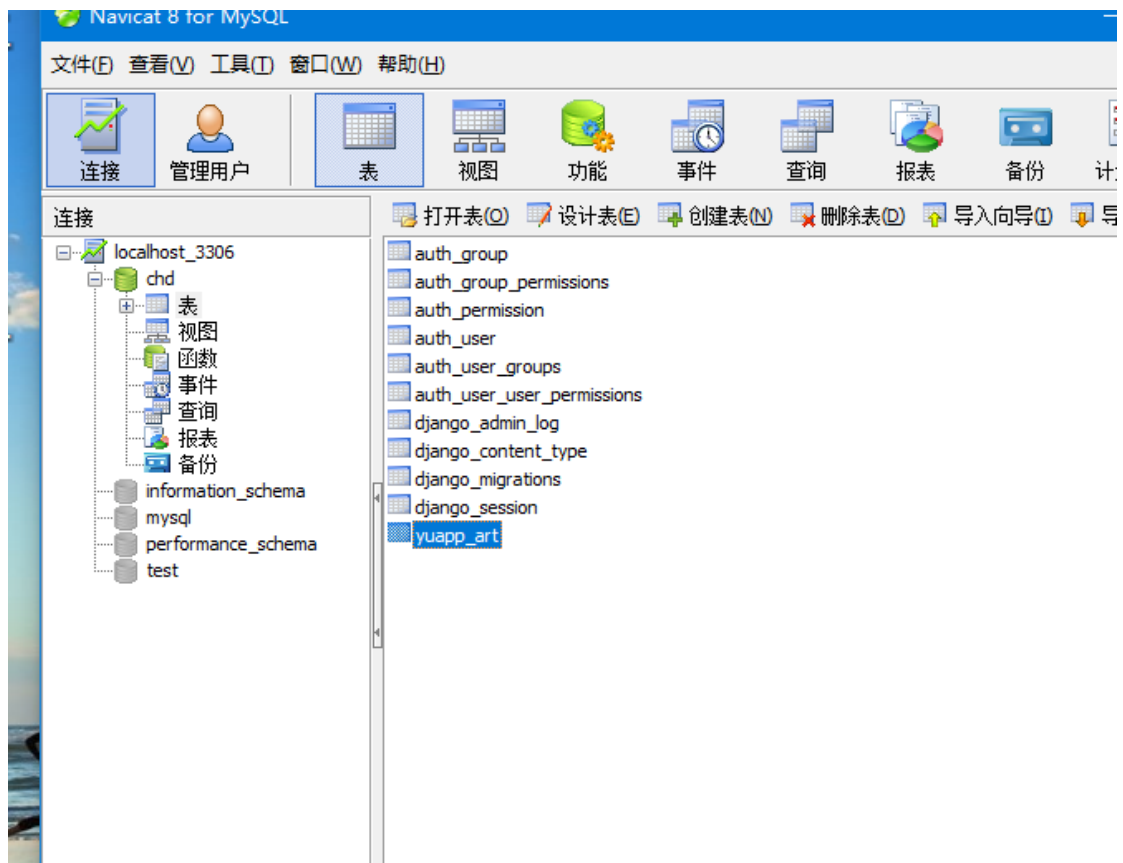 Navicat 8 for MySQL
文件(F) 查看(V) 工具(T) 窗口(W) 帮助(H)
连接 管理用户 表 视图 功能 事件 查询 报表 备份
连接
打开表(O) 设计表(E) 创建表(N) 删除表(D) 导入向导(I) 导
localhost_3306
chd
表
视图
函数
事件
查询
报表
备份
information_schema
mysql
performance_schema
test
auth_group
auth_group_permissions
auth_permission
auth_user
auth_user_groups
auth_user_user_permissions
django_admin_log
django_content_type
django_migrations
django_session
yuapp_art